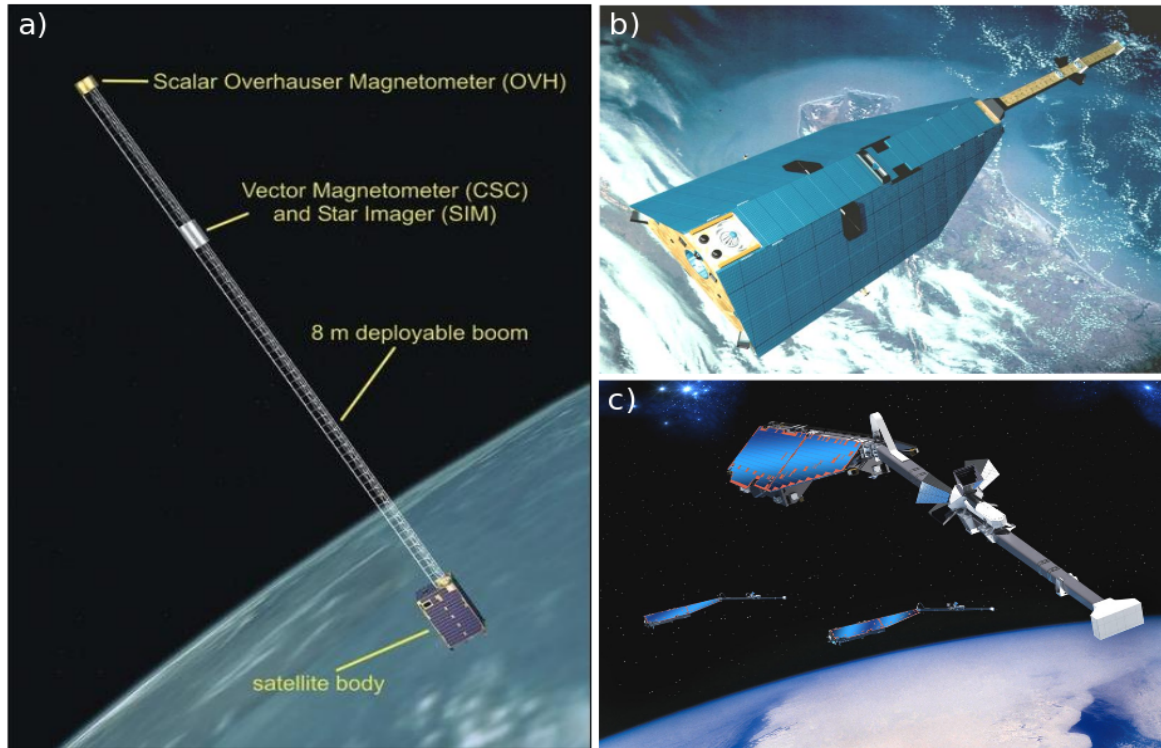 a)
Scalar Overhauser Magnetometer (OVH)
Vector Magnetometer (CSC)
and Star Imager (SIM)
8 m deployable boom
satellite body
b)
c)